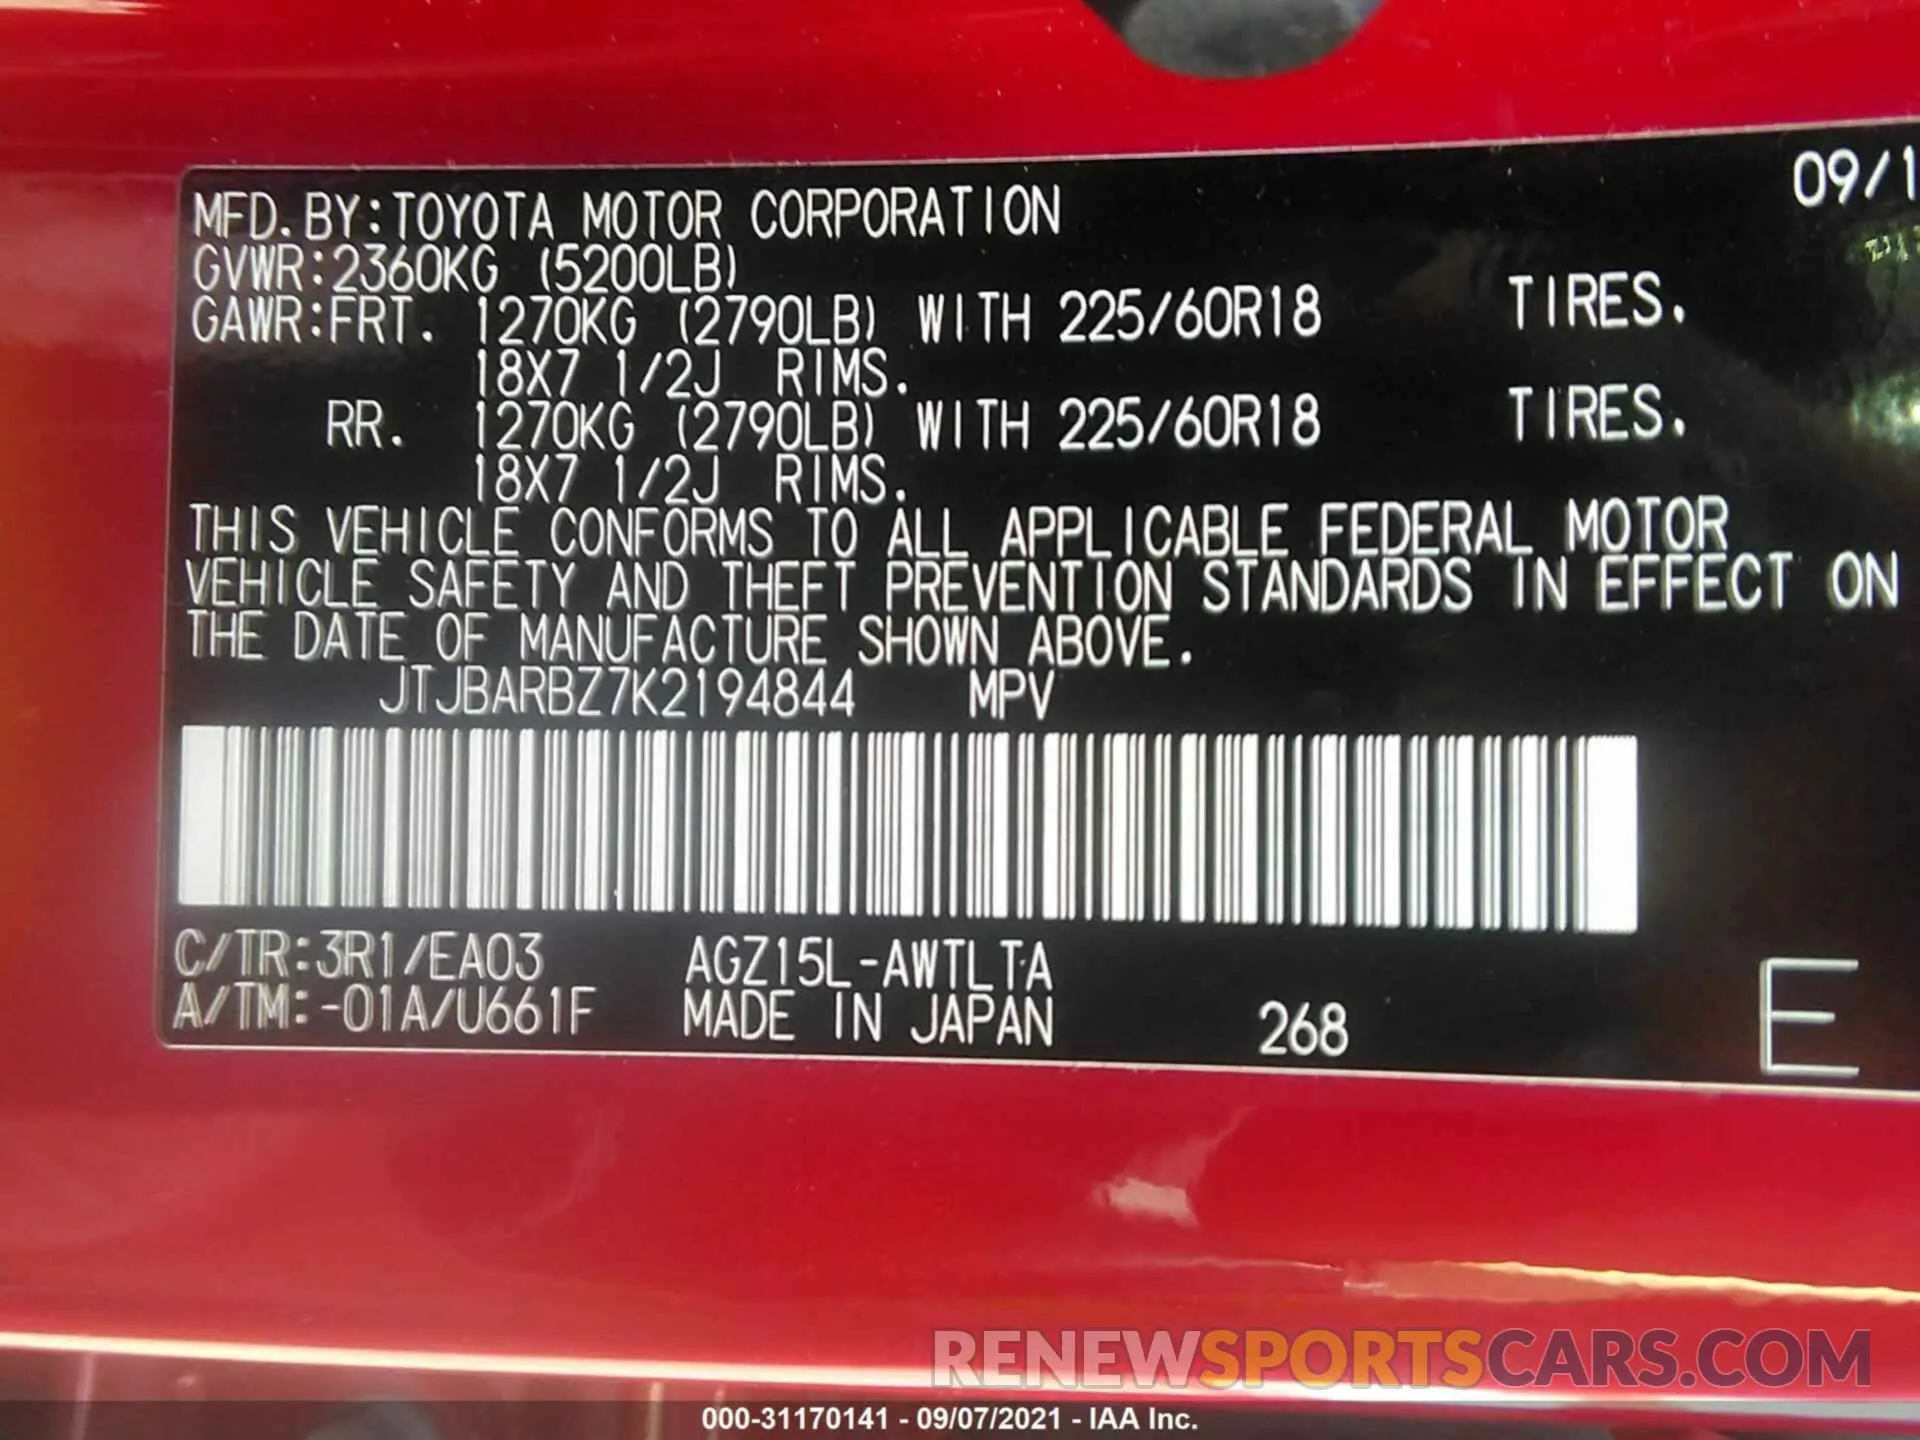 09/1
MFD.BY:TOYOTA MOTOR CORPORATION
GVWR:2360KG (5200LB)
GAWR:FRT. 1270KG (2790LB) WITH 225/60R18 TIRES.
18X7 1/2J RIMS.
RR. 1270KG (2790LB) WITH 225/60R18 TIRES.
18X7 1/2J RIMS.
THIS VEHICLE CONFORMS TO ALL APPLICABLE FEDERAL MOTOR
VEHICLE SAFETY AND THEFT PREVENTION STANDARDS IN EFFECT ON
THE DATE OF MANUFACTURE SHOWN ABOVE.
JTJBARBZ7K2194844 MPV
C/TR:3R1/EA03 AGZ15L-AWTLTA
A/TM:-01A/U661F MADE IN JAPAN 268 E
RENEWSPORTSCARS.COM
000-31170141 - 09/07/2021 - IAA Inc.